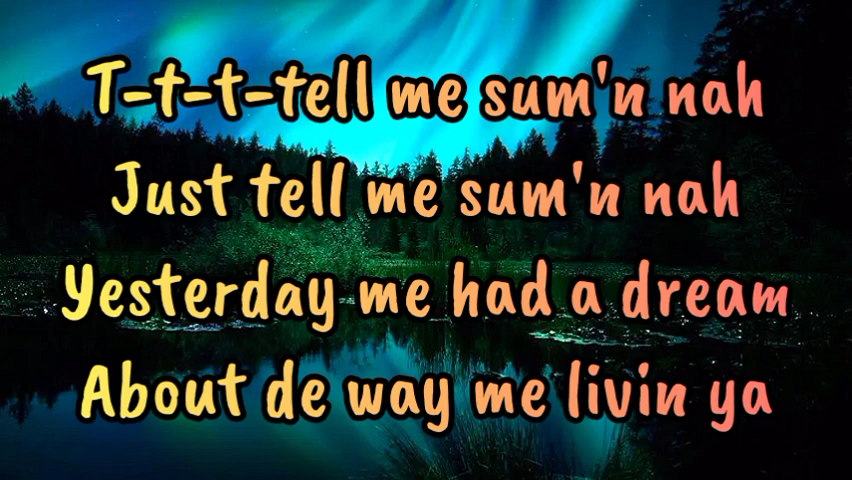 T-t-t-tell me sum'n nah
Just tell me sum'n nah
Yesterday me had a dream
About de way me livin ya